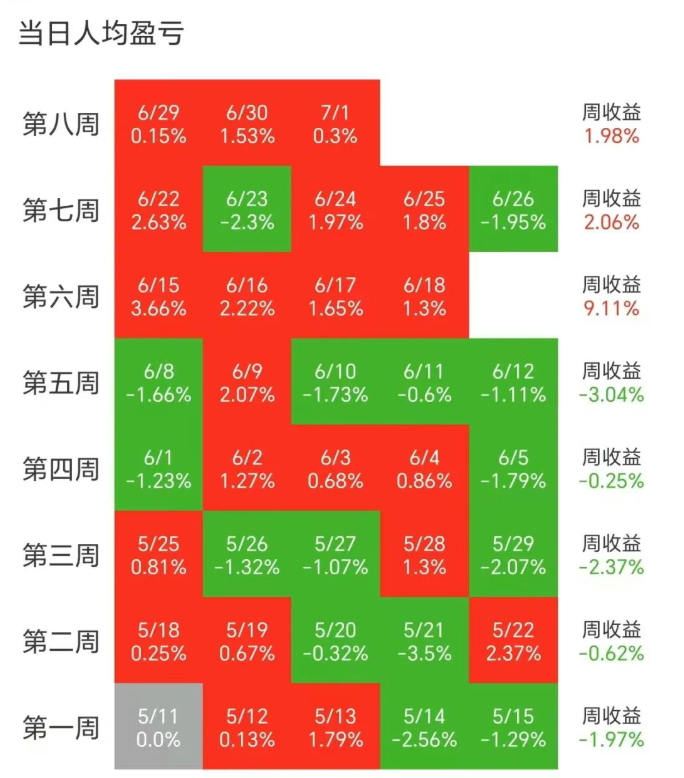 当日人均盈亏
第八周
6/29 6/30 7/1 周收益
0.15% 1.53% 0.3% 1.98%
第七周
6/22 6/23 6/24 6/25 6/26 周收益
2.63% -2.3% 1.97% 1.8% -1.95% 2.06%
第六周
6/15 6/16 6/17 6/18 周收益
3.66% 2.22% 1.65% 1.3% 9.11%
第五周
6/8 6/9 6/10 6/11 6/12 周收益
-1.66% 2.07% -1.73% -0.6% -1.11% -3.04%
第四周
6/1 6/2 6/3 6/4 6/5 周收益
-1.23% 1.27% 0.68% 0.86% -1.79% -0.25%
第三周
5/25 5/26 5/27 5/28 5/29 周收益
0.81% -1.32% -1.07% 1.3% -2.07% -2.37%
第二周
5/18 5/19 5/20 5/21 5/22 周收益
0.25% 0.67% -0.32% -3.5% 2.37% -0.62%
第一周
5/11 5/12 5/13 5/14 5/15 周收益
0.0% 0.13% 1.79% -2.56% -1.29% -1.97%